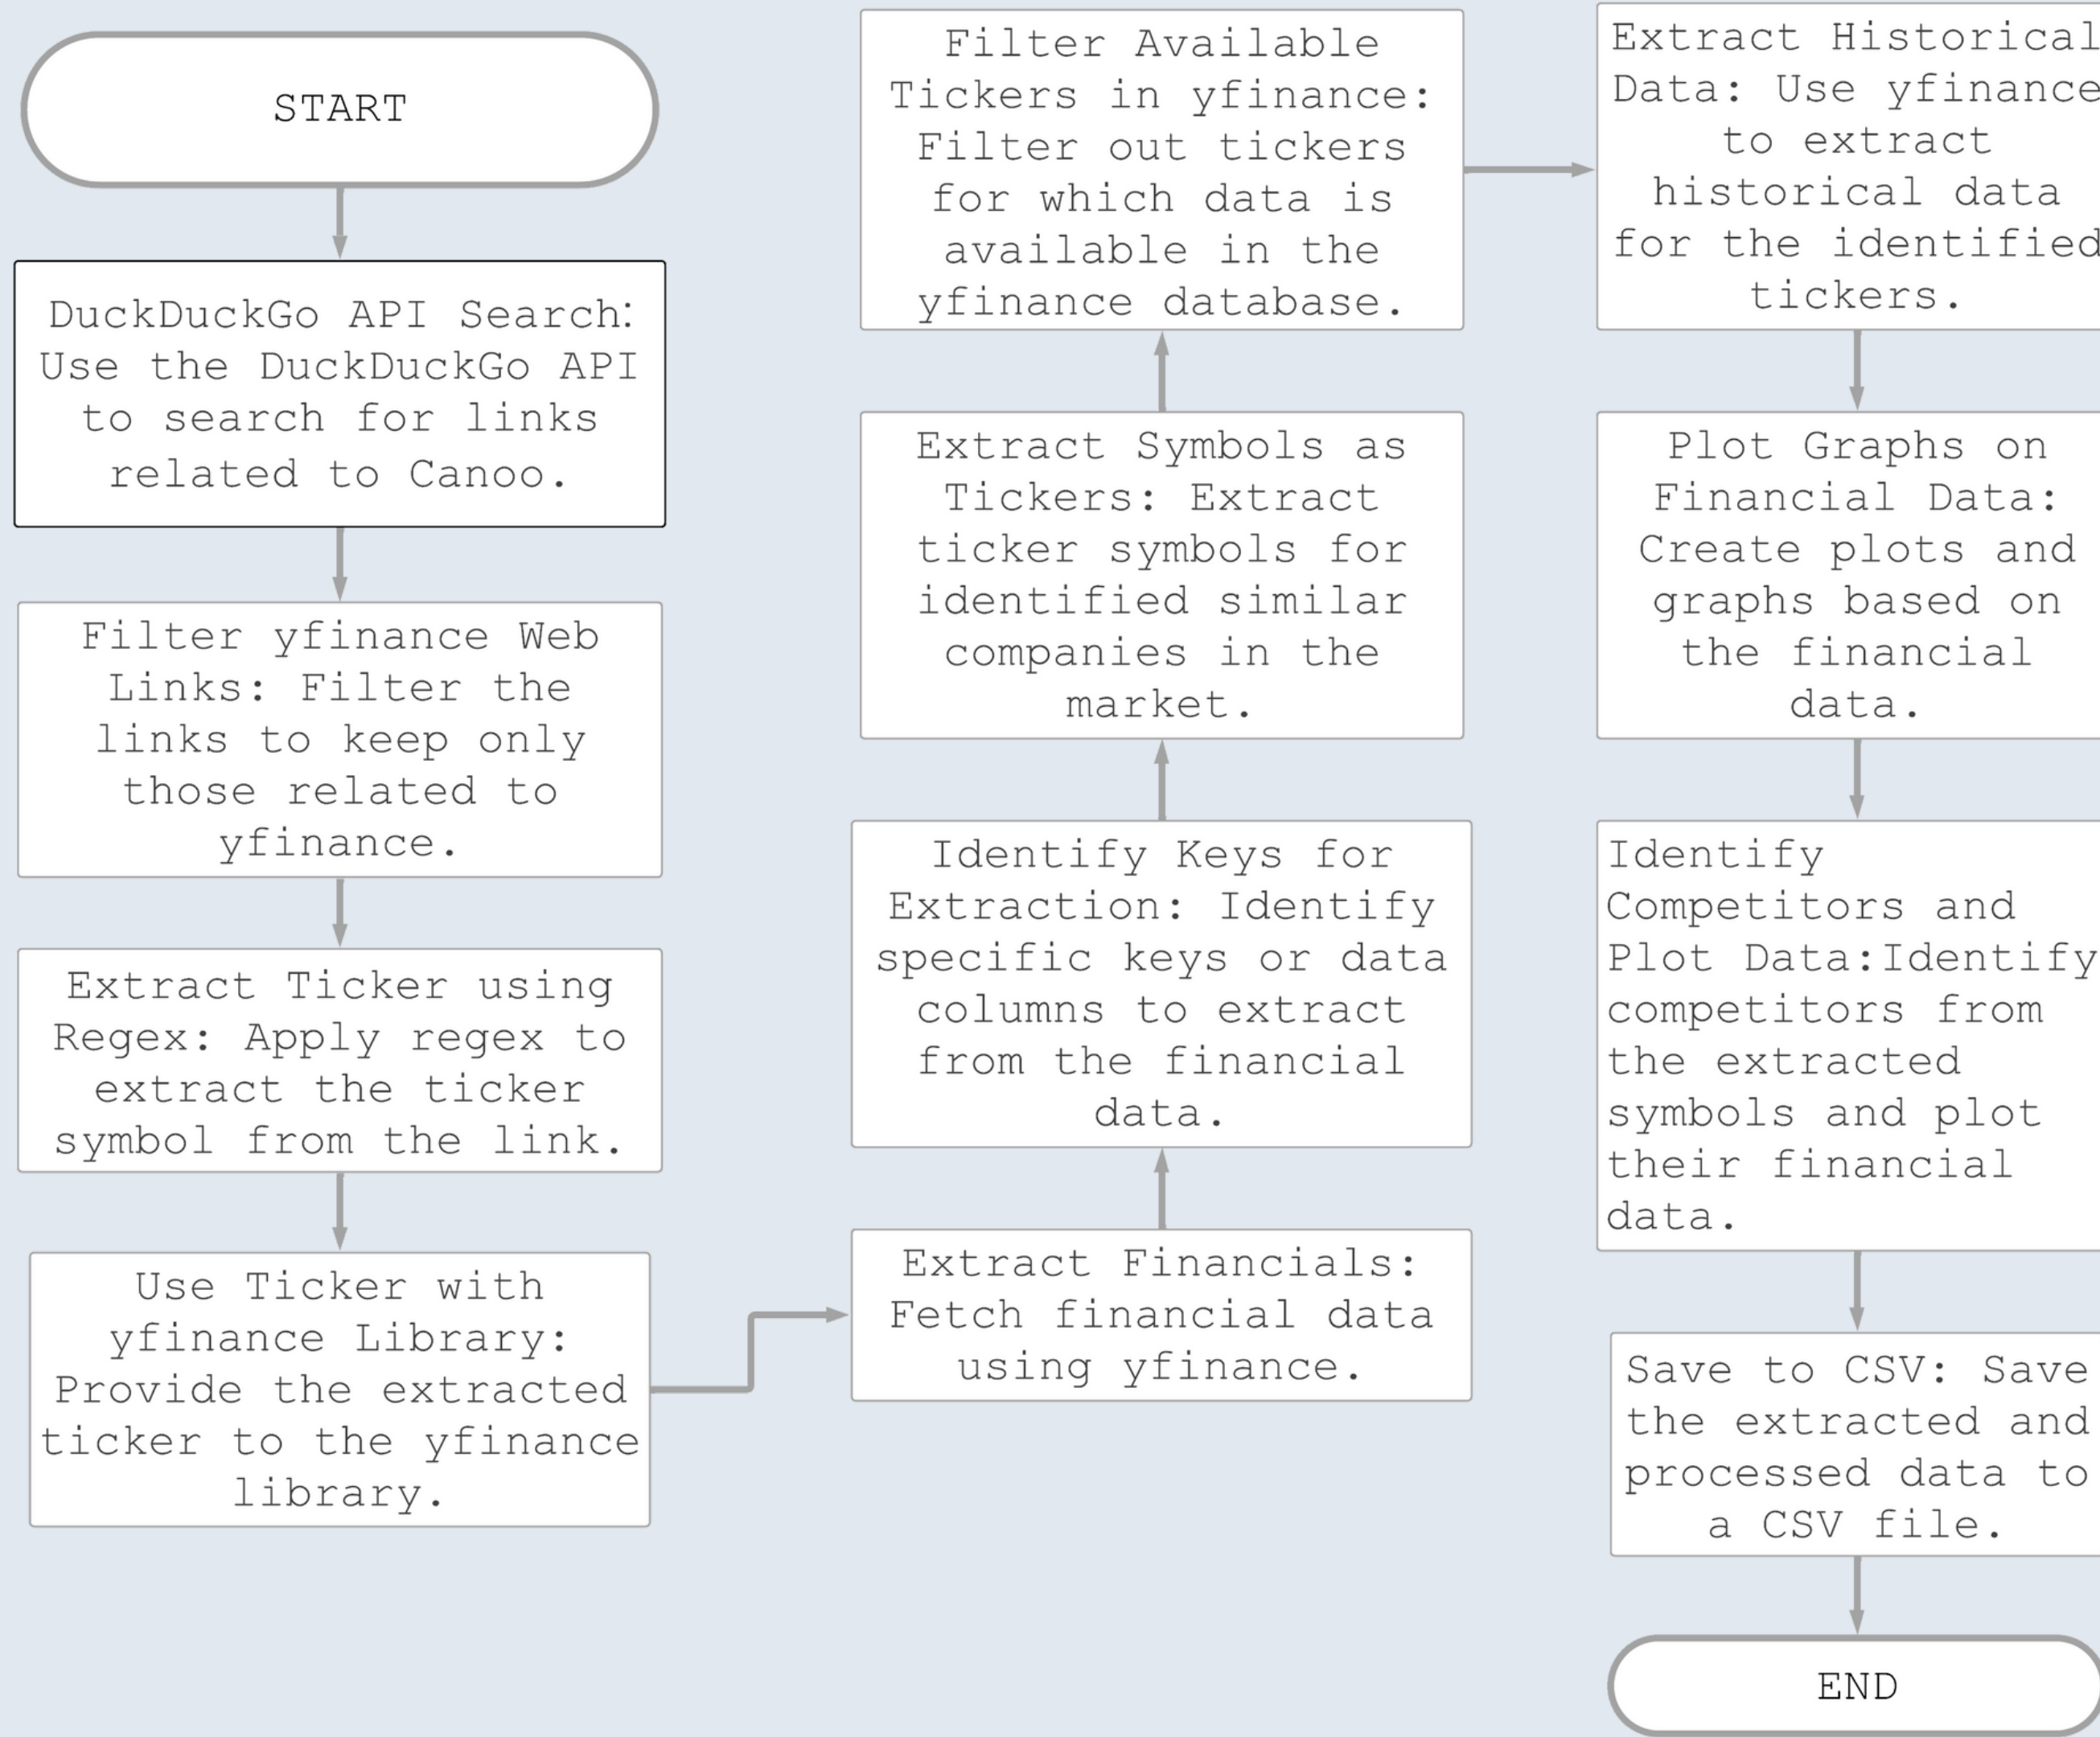 START
DuckDuckGo API Search:
Use the DuckDuckGo API
to search for links
related to Canoo.
Filter yfinance Web
Links: Filter the
links to keep only
those related to
yfinance.
Extract Ticker using
Regex: Apply regex to
extract the ticker
symbol from the link.
Use Ticker with
yfinance Library:
Provide the extracted
ticker to the yfinance
library.
Extract Financials:
Fetch financial data
using yfinance.
Identify Keys for
Extraction: Identify
specific keys or data
columns to extract
from the financial
data.
Extract Symbols as
Tickers: Extract
ticker symbols for
identified similar
companies in the
market.
Filter Available
Tickers in yfinance:
Filter out tickers
for which data is
available in the
yfinance database.
Extract Historical
Data: Use yfinance
to extract
historical data
for the identified
tickers.
Plot Graphs on
Financial Data:
Create plots and
graphs based on
the financial
data.
Identify
Competitors and
Plot Data:Identify
competitors from
the extracted
symbols and plot
their financial
data.
Save to CSV: Save
the extracted and
processed data to
a CSV file.
END